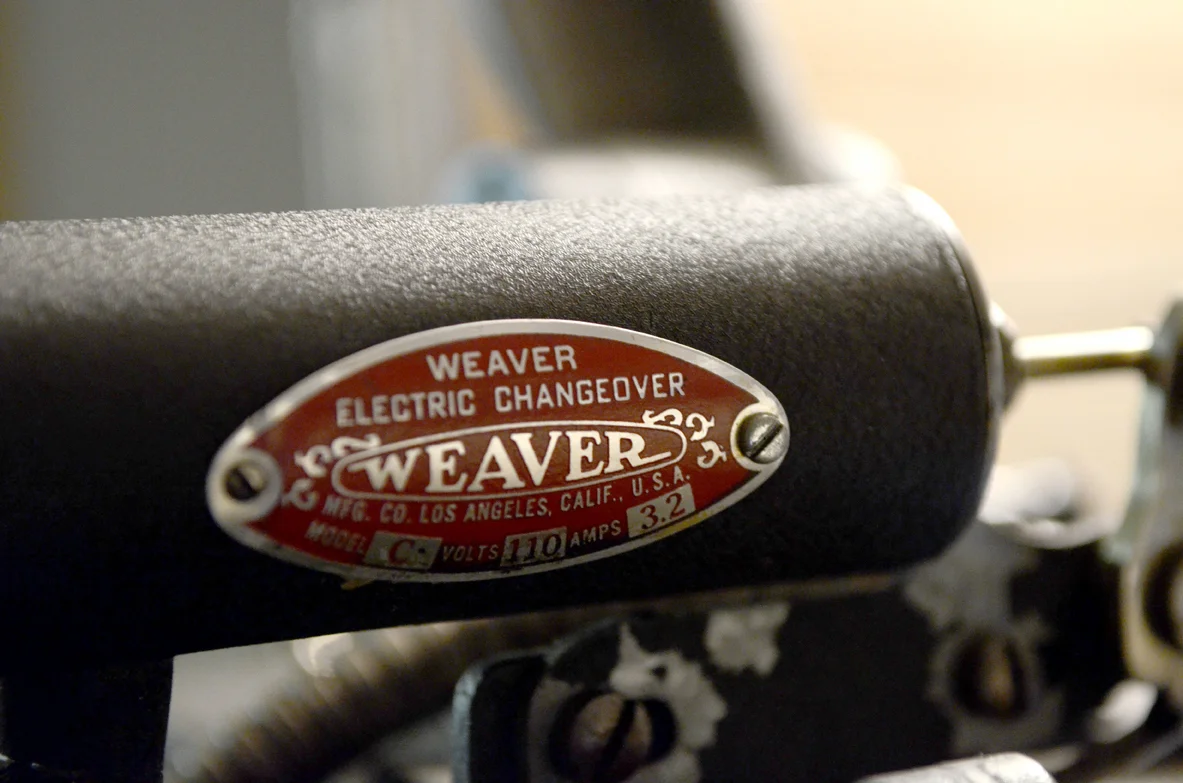 WEAVER
ELECTRIC CHANGEOVER
WEAVER
MFG. CO. LOS ANGELES, CALIF., U.S.A.
MODEL C. VOLTS 110 AMPS 3.2